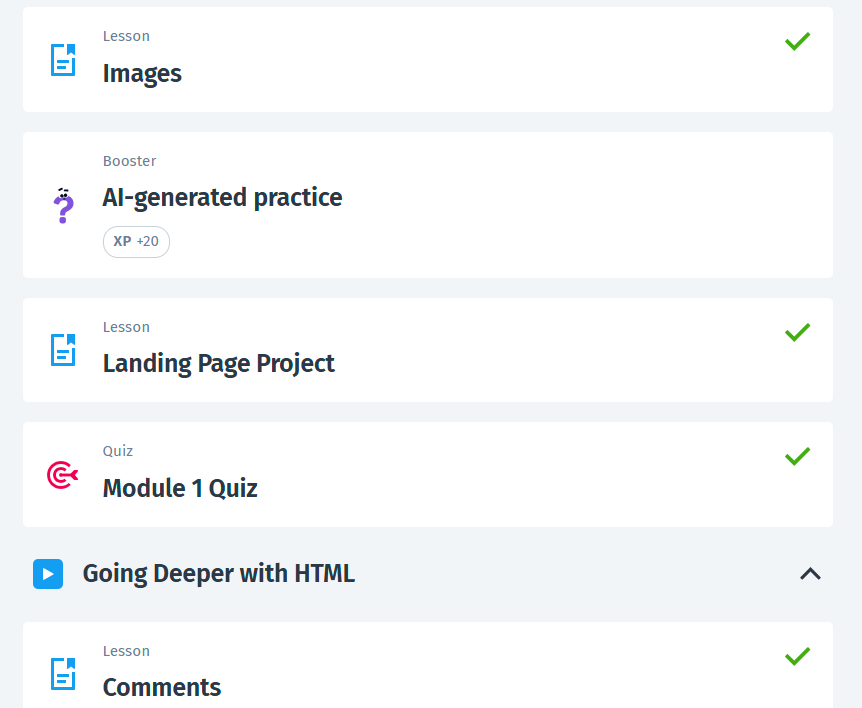 Lesson
Images
Booster
AI-generated practice
XP +20
Lesson
Landing Page Project
Quiz
Module 1 Quiz
Going Deeper with HTML
Lesson
Comments